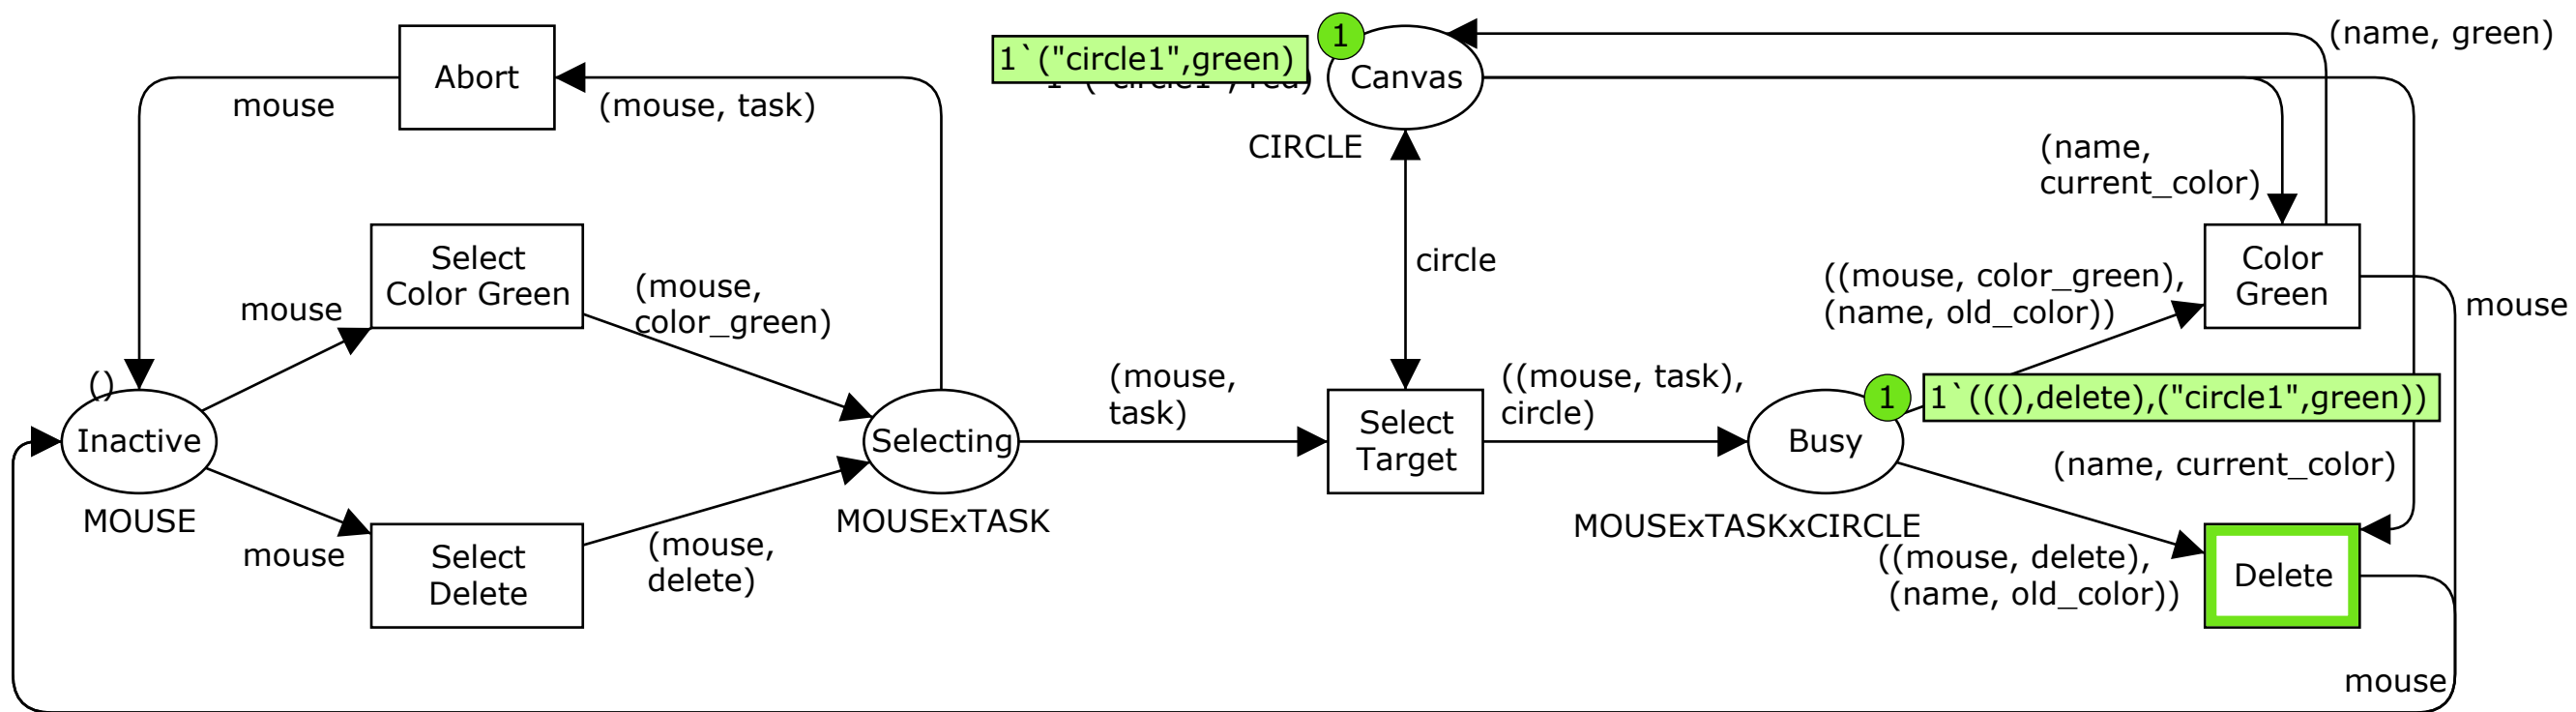 Abort
mouse
(mouse, task)
1`("circle1",green)
1
Canvas
(name, green)
CIRCLE
(name,
current_color)
Select
Color Green
mouse
(mouse,
color_green)
circle
((mouse, color_green),
(name, old_color))
Color
Green
mouse
()
Inactive
MOUSE
Selecting
MOUSExTASK
(mouse,
task)
Select
Target
((mouse, task),
circle)
1
Busy
1`(((),delete),("circle1",green))
MOUSExTASKxCIRCLE
(name, current_color)
mouse
Select
Delete
(mouse,
delete)
((mouse, delete),
(name, old_color))
Delete
mouse